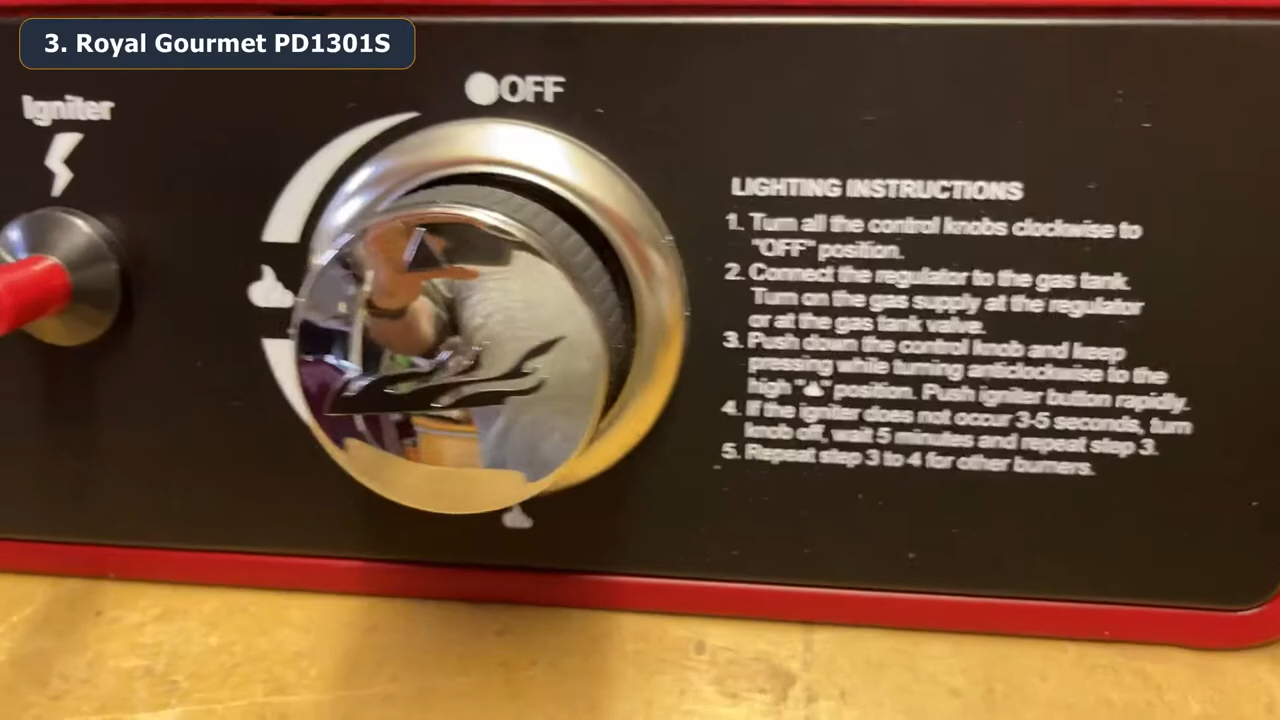 3. Royal Gourmet PD1301S
OFF
Igniter
LIGHTING INSTRUCTIONS
1. Turn all the control knobs clockwise to
"OFF" position.
2. Connect the regulator to the gas tank.
Turn on the gas supply at the regulator
or at the gas tank valve.
3. Push down the control knob and keep
pressing while turning anticlockwise to the
high "🔥" position. Push igniter button rapidly.
4. If the igniter does not occur 3-5 seconds, turn
knob off, wait 5 minutes and repeat step 3.
5. Repeat step 3 to 4 for other burners.